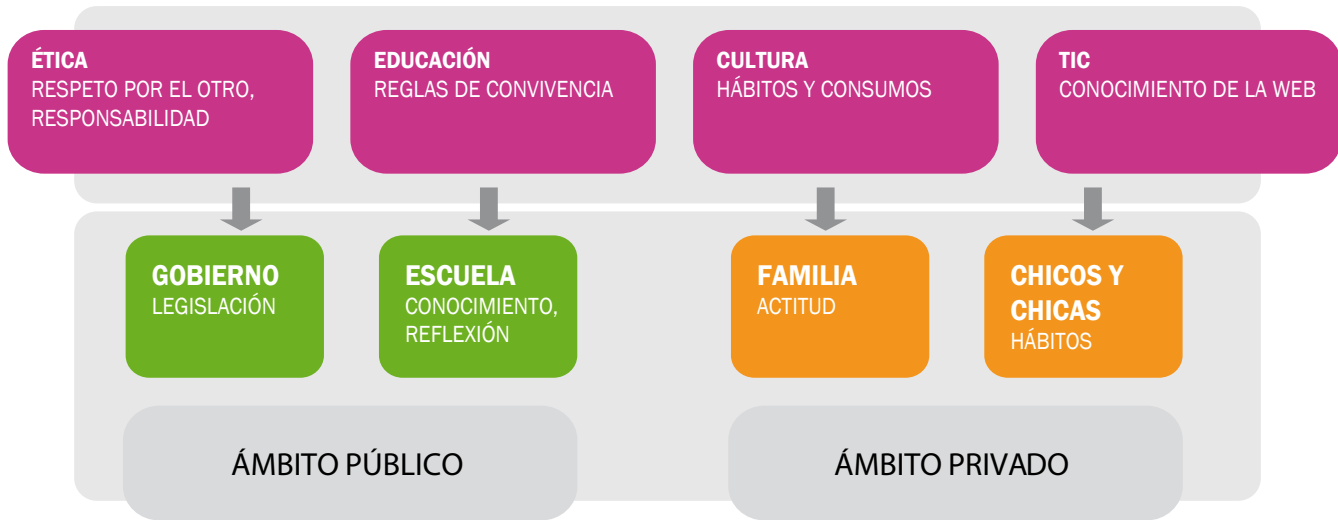 ÉTICA
RESPETO POR EL OTRO,
RESPONSABILIDAD
EDUCACIÓN
REGLAS DE CONVIVENCIA
CULTURA
HÁBITOS Y CONSUMOS
TIC
CONOCIMIENTO DE LA WEB
GOBIERNO
LEGISLACIÓN
ESCUELA
CONOCIMIENTO,
REFLEXIÓN
FAMILIA
ACTITUD
CHICOS Y
CHICAS
HÁBITOS
ÁMBITO PÚBLICO
ÁMBITO PRIVADO